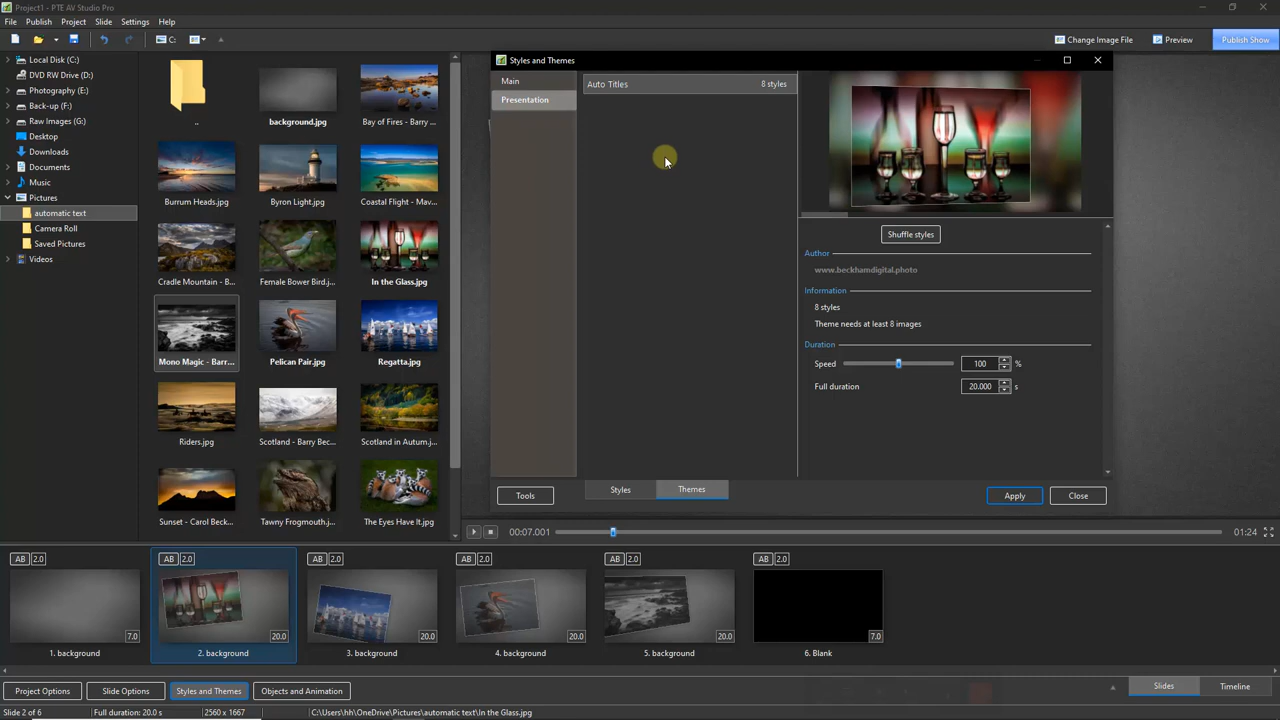 Project1 - PTE AV Studio Pro
File Publish Project Slide Settings Help
C: Change Image File Preview Publish Show
Local Disk (C:)
DVD RW Drive (D:)
Photography (E:)
Back-up (F:)
Raw Images (G:)
Desktop
Downloads
Documents
Music
Pictures
automatic text
Camera Roll
Saved Pictures
Videos
.. background.jpg Bay of Fires - Barry ...
Burrum Heads.jpg Byron Light.jpg Coastal Flight - Mav...
Cradle Mountain - B... Female Bower Bird.j... In the Glass.jpg
Mono Magic - Barr... Pelican Pair.jpg Regatta.jpg
Riders.jpg Scotland - Barry Bec... Scotland in Autum.j...
Sunset - Carol Beck... Tawny Frogmouth.j... The Eyes Have It.jpg
Styles and Themes
Main
Presentation
Auto Titles 8 styles
Shuffle styles
Author
www.beckhamdigital.photo
Information
8 styles
Theme needs at least 8 images
Duration
Speed 100 %
Full duration 20.000 s
Tools Styles Themes Apply Close
00:07.001 01:24
AB 2.0 AB 2.0 AB 2.0 AB 2.0 AB 2.0 AB 2.0
7.0 20.0 20.0 20.0 20.0 7.0
1. background 2. background 3. background 4. background 5. background 6. Blank
Project Options Slide Options Styles and Themes Objects and Animation Slides Timeline
Slide 2 of 6 Full duration: 20.0 s 2560 x 1667 C:\Users\hh\OneDrive\Pictures\automatic text\In the Glass.jpg